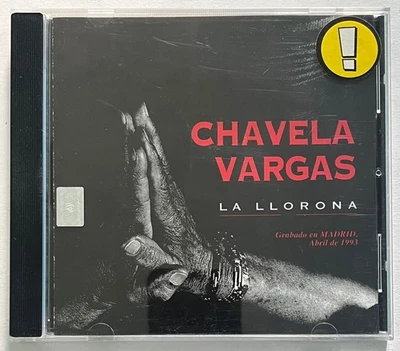 !
CHAVELA
VARGAS
LA LLORONA
Grabado en MADRID,
Abril de 1993